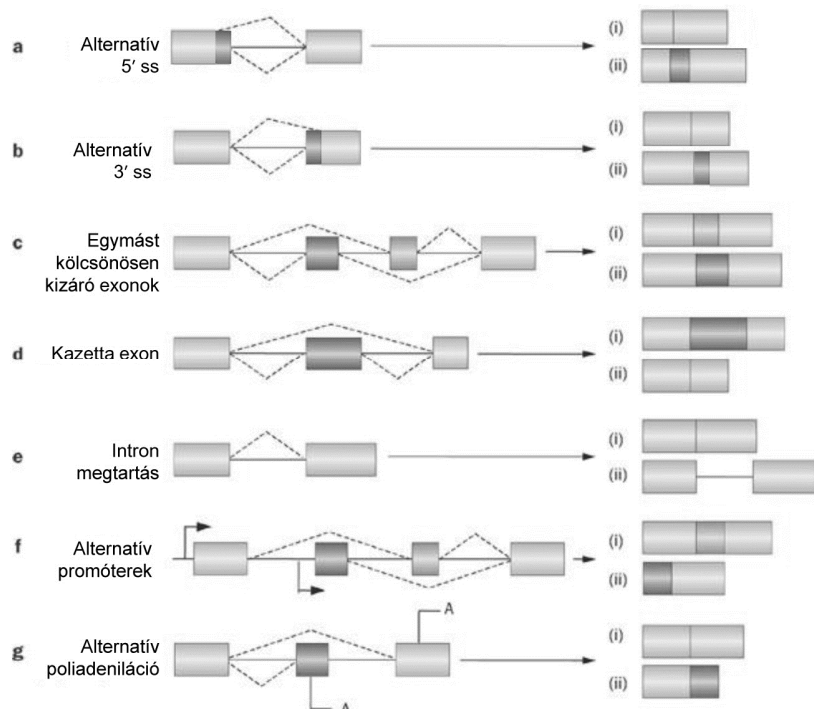 (i)
a Alternatív
5′ ss
(ii)
(i)
b Alternatív
3′ ss
(ii)
(i)
c Egymást
kölcsönösen
kizáró exonok
(ii)
(i)
d Kazetta exon
(ii)
(i)
e Intron
megtartás
(ii)
(i)
f Alternatív
promóterek
(ii)
A
(i)
g Alternatív
poliadeniláció
(ii)
A